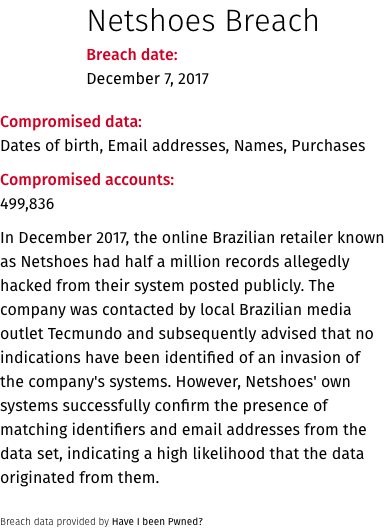 Netshoes Breach
Breach date:
December 7, 2017
Compromised data:
Dates of birth, Email addresses, Names, Purchases
Compromised accounts:
499,836
In December 2017, the online Brazilian retailer known
as Netshoes had half a million records allegedly
hacked from their system posted publicly. The
company was contacted by local Brazilian media
outlet Tecmundo and subsequently advised that no
indications have been identified of an invasion of
the company's systems. However, Netshoes' own
systems successfully confirm the presence of
matching identifiers and email addresses from the
data set, indicating a high likelihood that the data
originated from them.
Breach data provided by Have I been Pwned?